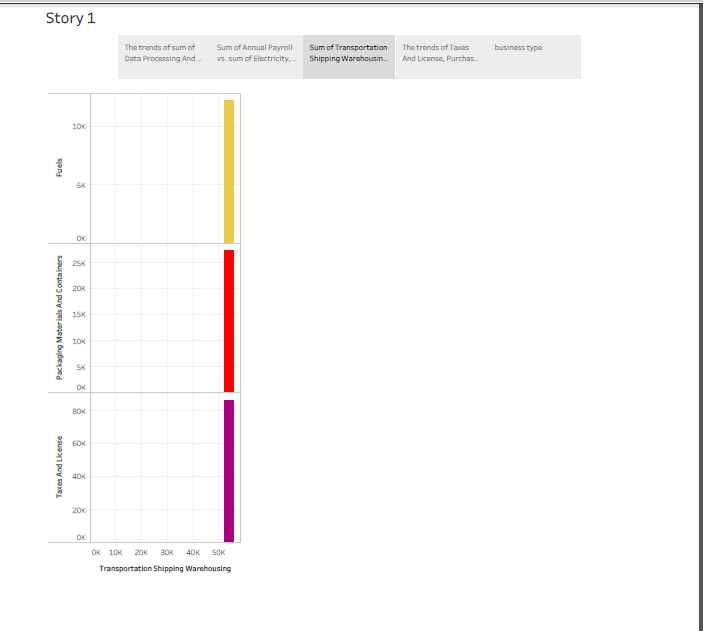 Story 1
The trends of sum of
Data Processing And ..
Sum of Annual Payroll
vs. sum of Electricity, ..
Sum of Transportation
Shipping Warehousin..
The trends of Taxes
And License, Purchas..
business type
Fuels
10K
5K
0K
Packaging Materials And Containers
25K
20K
15K
10K
5K
0K
Taxes And License
80K
60K
40K
20K
0K
0K 10K 20K 30K 40K 50K
Transportation Shipping Warehousing